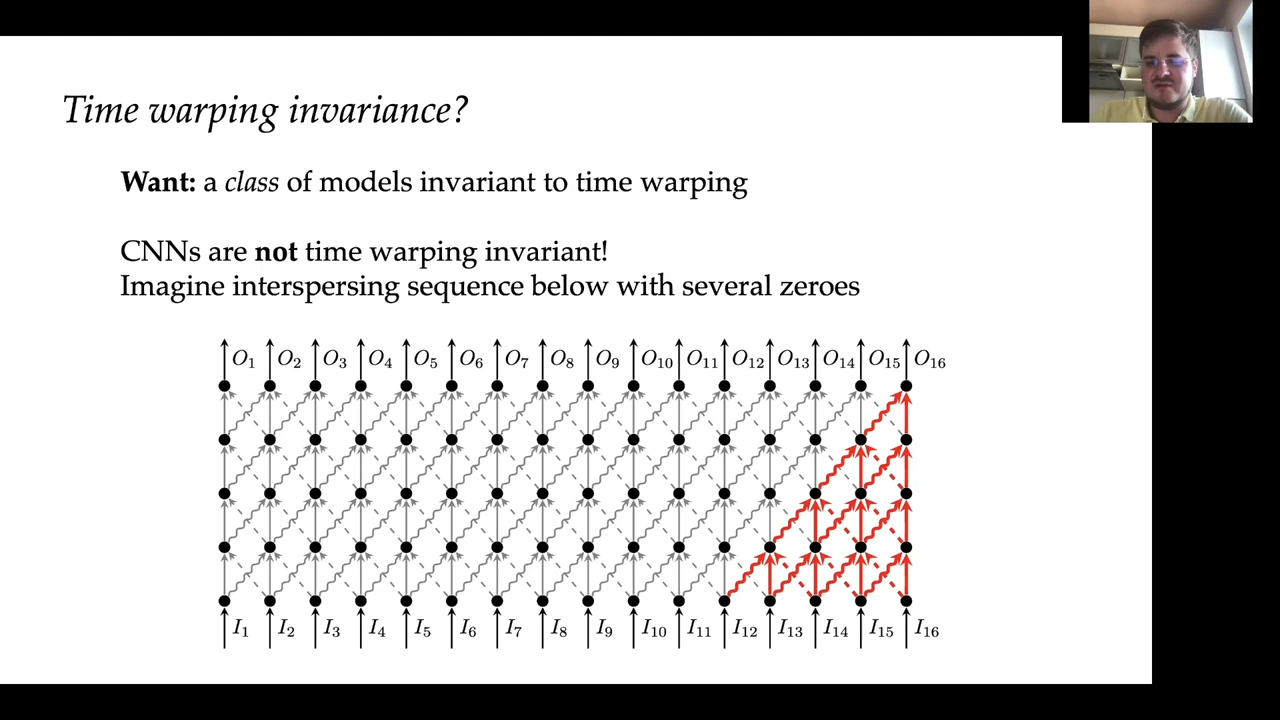 Time warping invariance?
Want: a class of models invariant to time warping
CNNs are not time warping invariant!
Imagine interspersing sequence below with several zeroes
O1 O2 O3 O4 O5 O6 O7 O8 O9 O10 O11 O12 O13 O14 O15 O16
I1 I2 I3 I4 I5 I6 I7 I8 I9 I10 I11 I12 I13 I14 I15 I16